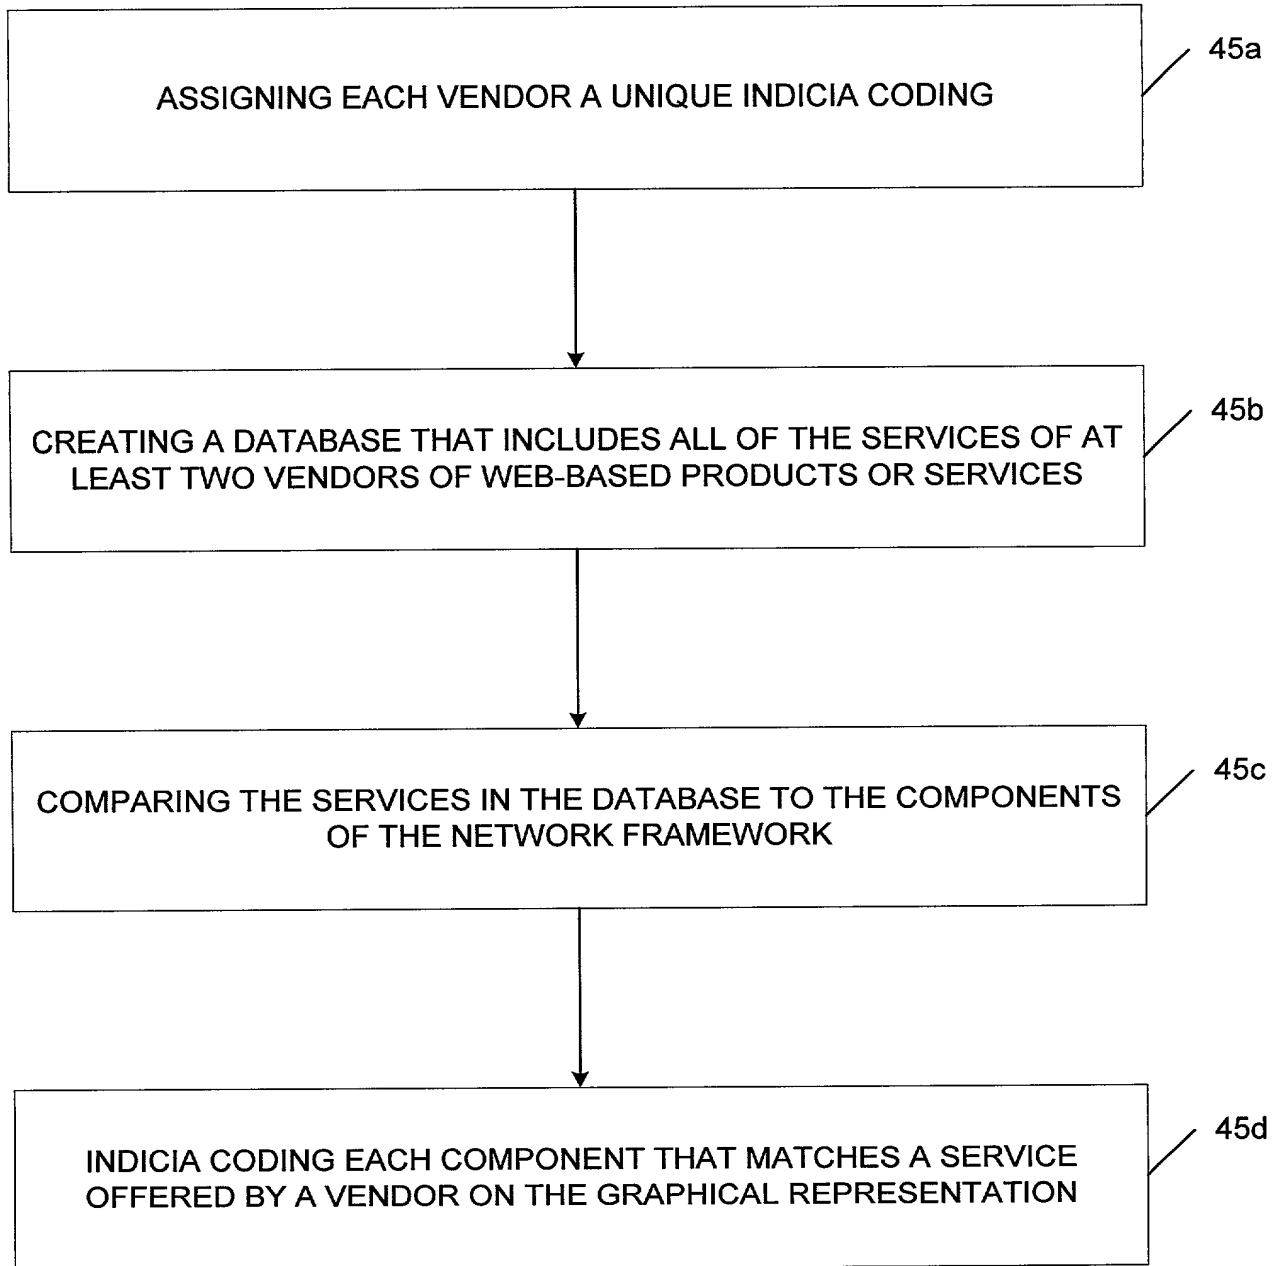 45a
ASSIGNING EACH VENDOR A UNIQUE INDICIA CODING
45b
CREATING A DATABASE THAT INCLUDES ALL OF THE SERVICES OF AT
LEAST TWO VENDORS OF WEB-BASED PRODUCTS OR SERVICES
45c
COMPARING THE SERVICES IN THE DATABASE TO THE COMPONENTS
OF THE NETWORK FRAMEWORK
45d
INDICIA CODING EACH COMPONENT THAT MATCHES A SERVICE
OFFERED BY A VENDOR ON THE GRAPHICAL REPRESENTATION